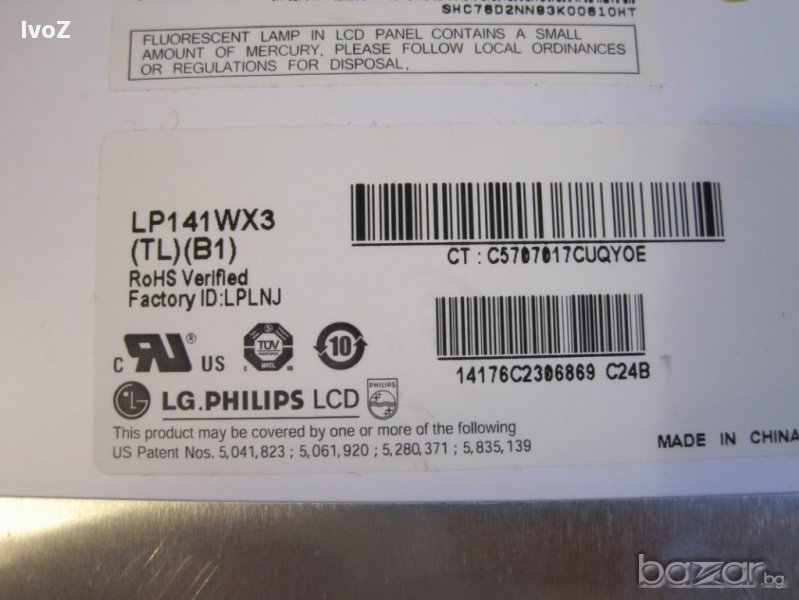 IvoZ
SHC76D2NN83K00610HT
FLUORESCENT LAMP IN LCD PANEL CONTAINS A SMALL
AMOUNT OF MERCURY. PLEASE FOLLOW LOCAL ORDINANCES
OR REGULATIONS FOR DISPOSAL.
LP141WX3
(TL)(B1)
RoHS Verified
Factory ID:LPLNJ
CT : C5707017CUQYOE
14176C2306869 C24B
c RU® US
TÜV
10
LG.PHILIPS LCD
PHILIPS
This product may be covered by one or more of the following
US Patent Nos. 5,041,823 ; 5,061,920 ; 5,280,371 ; 5,835,139
MADE IN CHINA
bazar.bg